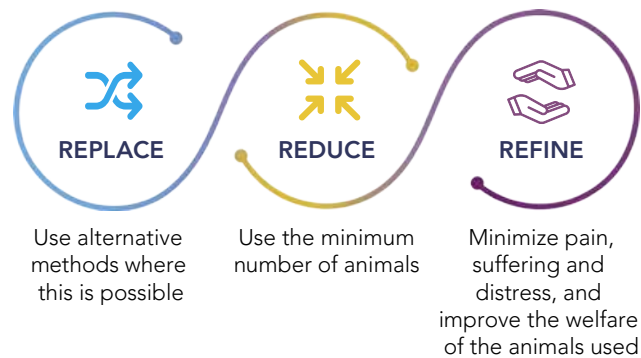 REPLACE
Use alternative
methods where
this is possible
REDUCE
Use the minimum
number of animals
REFINE
Minimize pain,
suffering and
distress, and
improve the welfare
of the animals used